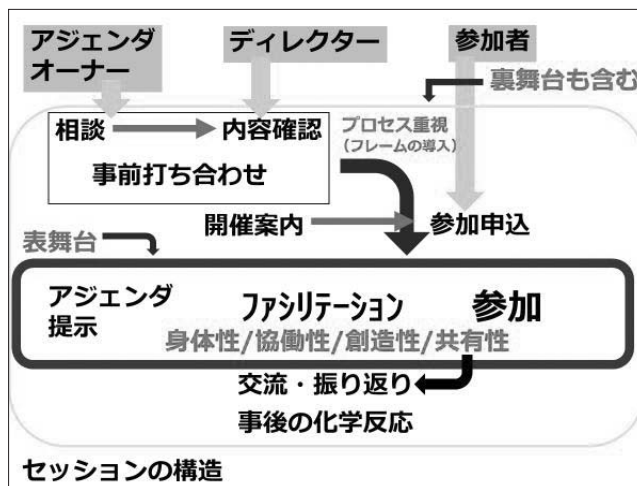 アジェンダ
オーナー
ディレクター
参加者
裏舞台も含む
相談
内容確認
プロセス重視
（フレームの導入）
事前打ち合わせ
開催案内
参加申込
表舞台
アジェンダ
提示
ファシリテーション
参加
身体性/協働性/創造性/共有性
交流・振り返り
事後の化学反応
セッションの構造